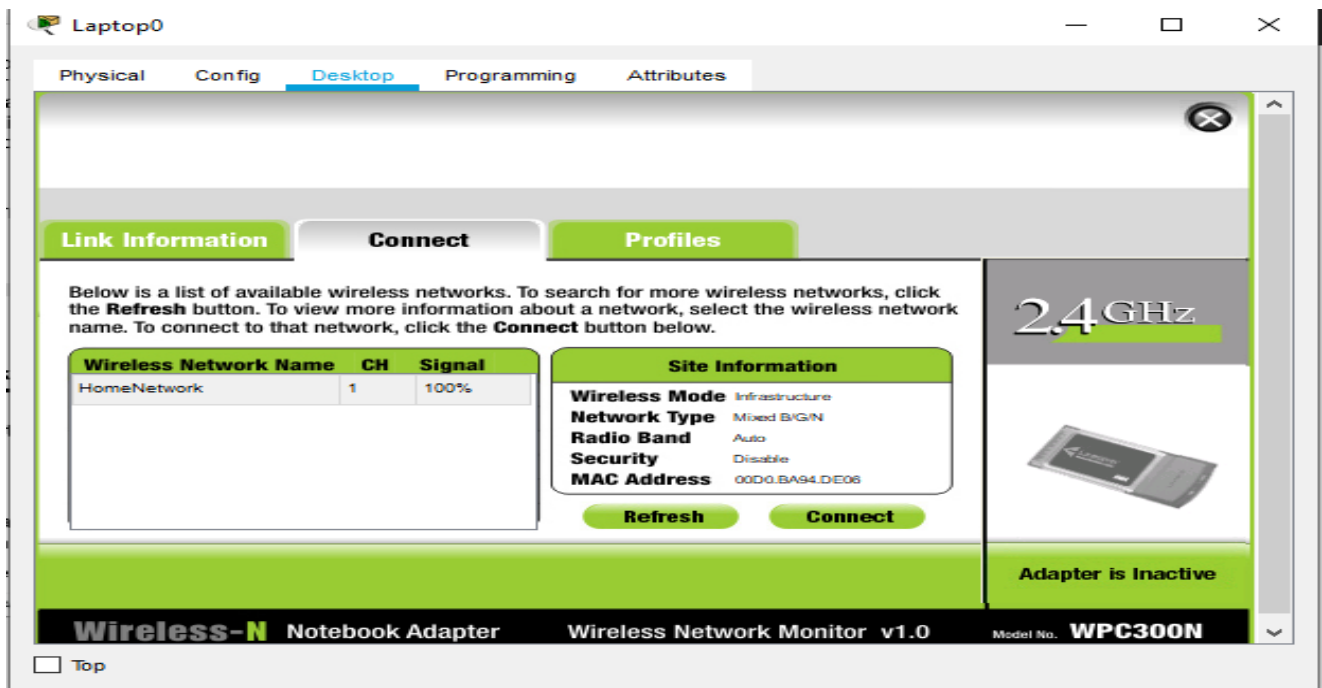 Laptop0
Physical Config Desktop Programming Attributes
Link Information Connect Profiles
Below is a list of available wireless networks. To search for more wireless networks, click
the Refresh button. To view more information about a network, select the wireless network
name. To connect to that network, click the Connect button below.
2.4GHz
Wireless Network Name CH Signal
HomeNetwork 1 100%
Site Information
Wireless Mode Infrastructure
Network Type Mixed B/G/N
Radio Band Auto
Security Disable
MAC Address 00D0.BA94.DE06
Refresh Connect
Adapter is Inactive
Wireless-N Notebook Adapter Wireless Network Monitor v1.0 Model No. WPC300N
Top